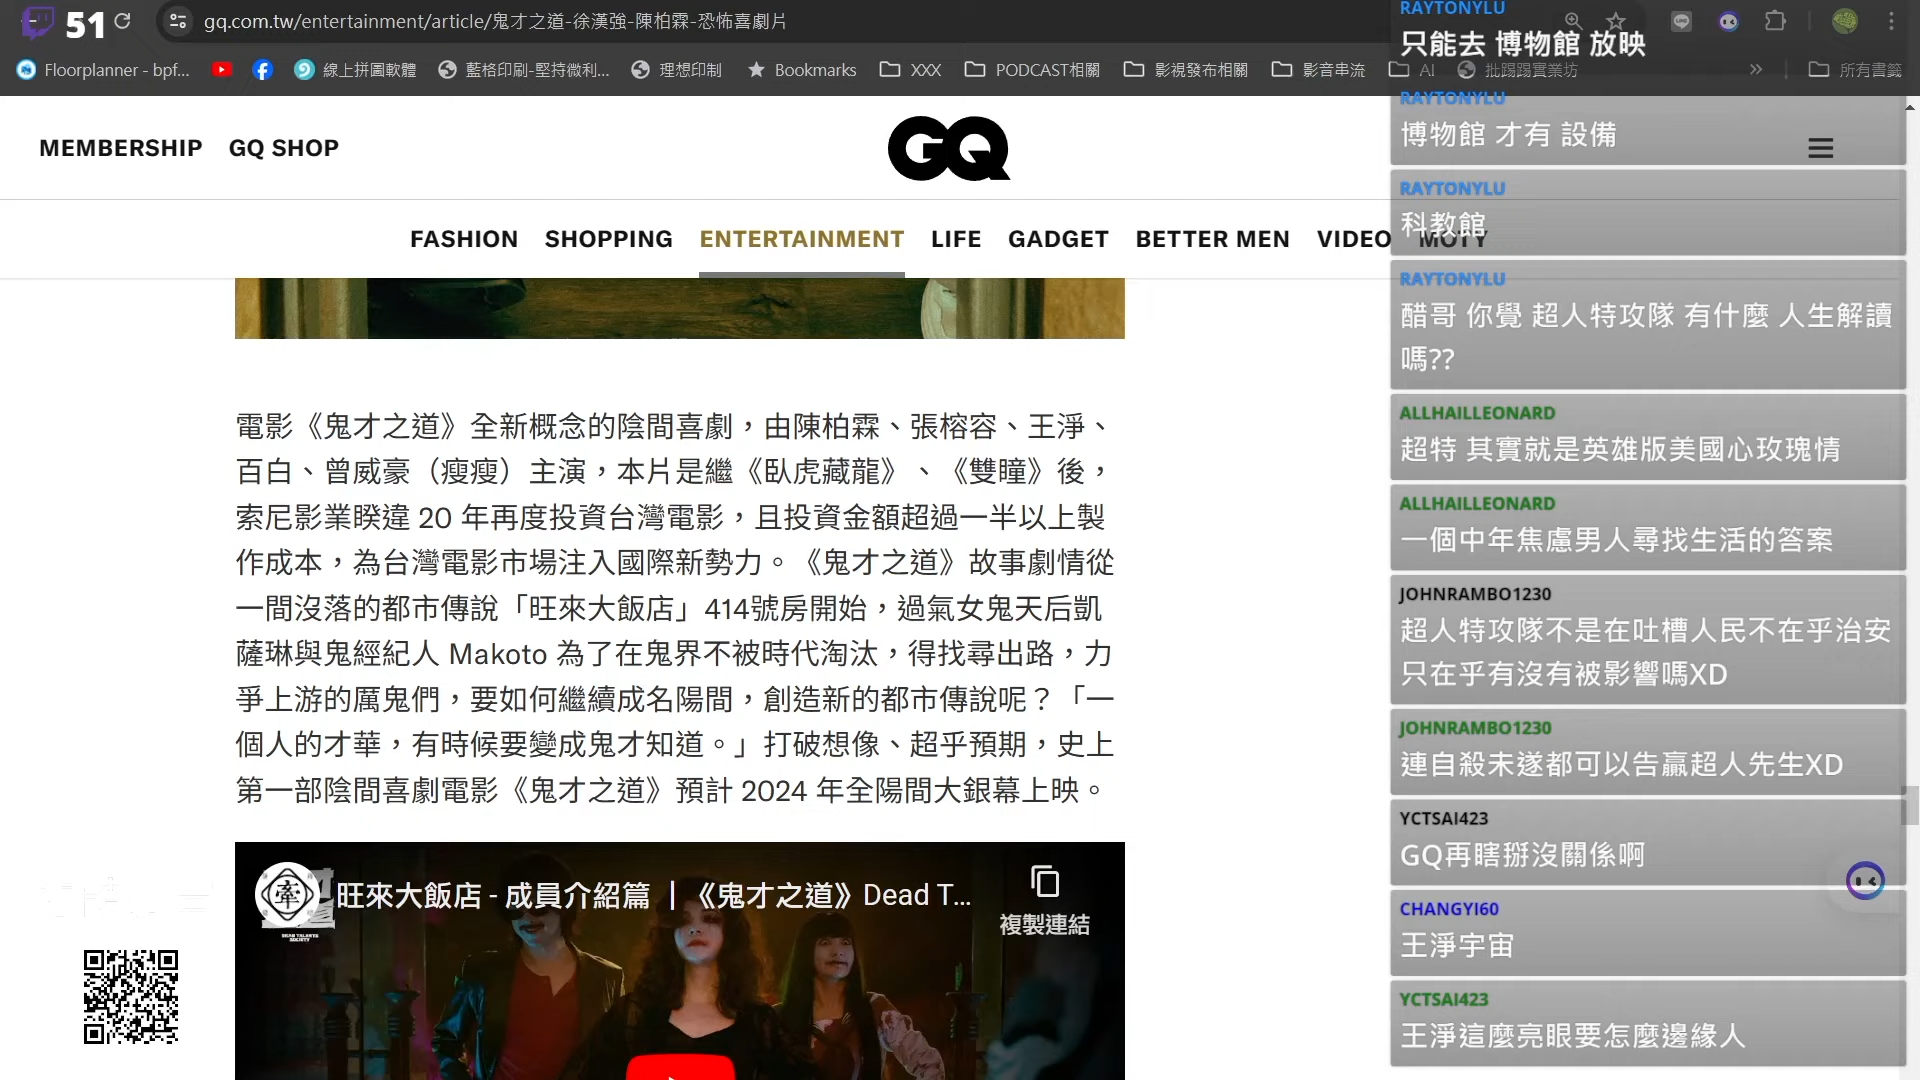 51
gq.com.tw/entertainment/article/鬼才之道-徐漢強-陳柏霖-恐怖喜劇片
Floorplanner - bpf...
線上拼圖軟體
藍格印刷-堅持微利...
理想印制
Bookmarks
XXX
PODCAST相關
影視發布相關
影音串流
AI
批踢踢實業坊
所有書籤
MEMBERSHIP
GQ SHOP
GQ
FASHION
SHOPPING
ENTERTAINMENT
LIFE
GADGET
BETTER MEN
VIDEO
MOTY
電影《鬼才之道》全新概念的陰間喜劇，由陳柏霖、張榕容、王淨、
百白、曾威豪（瘦瘦）主演，本片是繼《臥虎藏龍》、《雙瞳》後，
索尼影業睽違 20 年再度投資台灣電影，且投資金額超過一半以上製
作成本，為台灣電影市場注入國際新勢力。《鬼才之道》故事劇情從
一間沒落的都市傳說「旺來大飯店」414號房開始，過氣女鬼天后凱
薩琳與鬼經紀人 Makoto 為了在鬼界不被時代淘汰，得找尋出路，力
爭上游的厲鬼們，要如何繼續成名陽間，創造新的都市傳說呢？「一
個人的才華，有時候要變成鬼才知道。」打破想像、超乎預期，史上
第一部陰間喜劇電影《鬼才之道》預計 2024 年全陽間大銀幕上映。
牽
DEAD TALENTS SOCIETY
旺來大飯店 - 成員介紹篇 ｜《鬼才之道》Dead T...
複製連結
RAYTONYLU
只能去 博物館 放映
RAYTONYLU
博物館 才有 設備
RAYTONYLU
科教館
RAYTONYLU
醋哥 你覺 超人特攻隊 有什麼 人生解讀
嗎??
ALLHAILLEONARD
超特 其實就是英雄版美國心玫瑰情
ALLHAILLEONARD
一個中年焦慮男人尋找生活的答案
JOHNRAMBO1230
超人特攻隊不是在吐槽人民不在乎治安
只在乎有沒有被影響嗎XD
JOHNRAMBO1230
連自殺未遂都可以告贏超人先生XD
YCTSAI423
GQ再瞎掰沒關係啊
CHANGYI60
王淨宇宙
YCTSAI423
王淨這麼亮眼要怎麼邊緣人